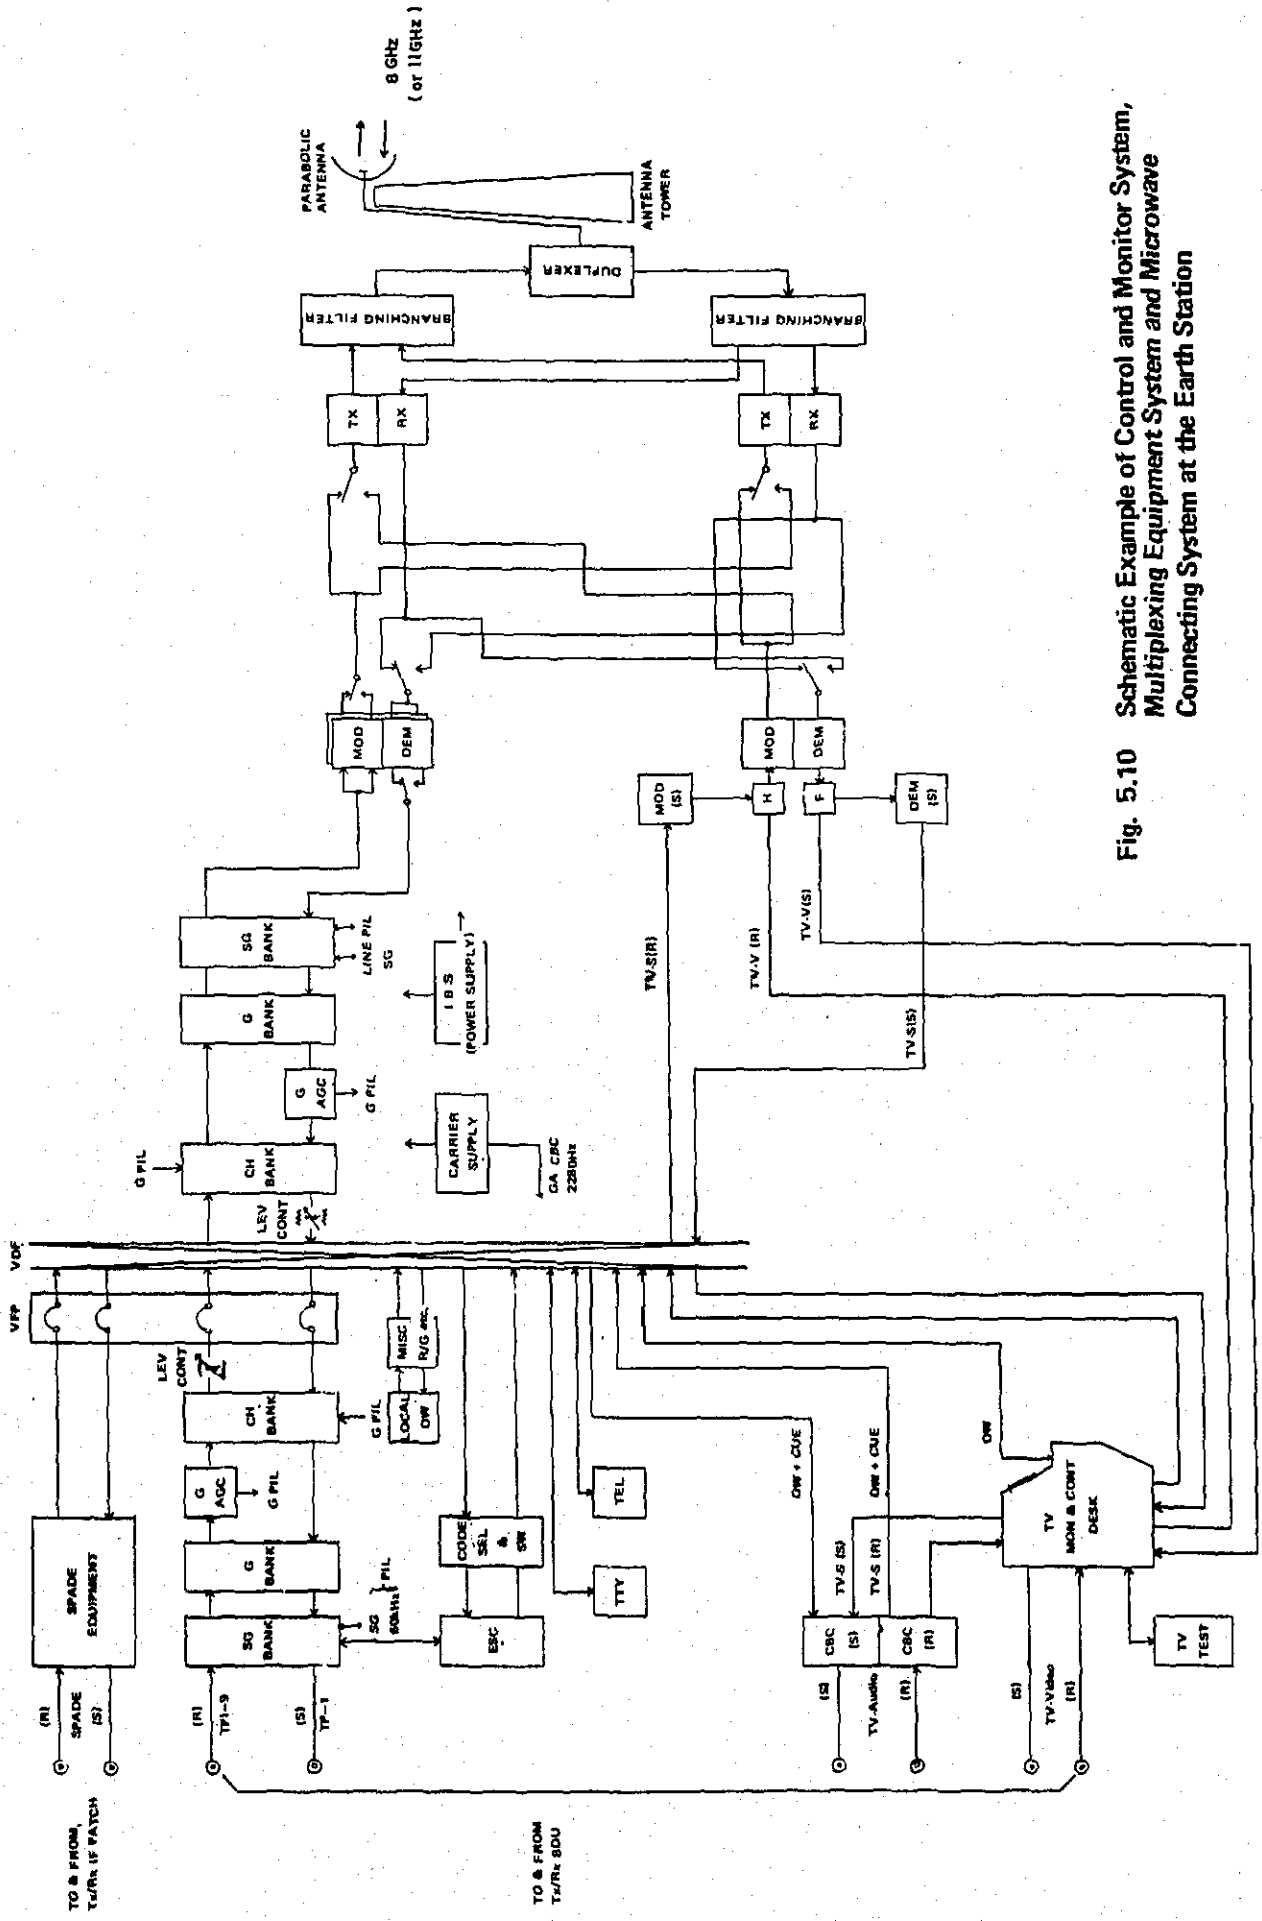 TO & FROM,
Tx/Rx IF PATCH
(R)
SPADE
(S)
SPADE
EQUIPMENT
VFP
VDF
(R)
TP1-9
(S)
TP-1
SG
BANK
G
BANK
G
AGC
G PIL
CH
BANK
G PIL
LEV
CONT
SG
60kHz
PIL
LOCAL
OW
MISC
R/G etc.
ESC
CODE
SEL
&
SW
TTY
TEL
TO & FROM
Tx/Rx BDU
G PIL
LEV
CONT
CH
BANK
G
AGC
G PIL
G
BANK
SG
BANK
LINE PIL
SG
CARRIER
SUPPLY
GA CBC
2280Hz
I B S
(POWER SUPPLY)
MOD
DEM
TX
RX
BRANCHING FILTER
DUPLEXER
BRANCHING FILTER
PARABOLIC
ANTENNA
8 GHz
(or 11GHz)
ANTENNA
TOWER
TX
RX
MOD
DEM
MOD
(S)
H
F
DEM
(S)
TV-S(R)
TV-V (R)
TV-V(S)
TV-S(S)
OW + CUE
OW + CUE
OW
TV-S (S)
TV-S (R)
(S)
TV-Audio
(R)
CBC
(S)
CBC
(R)
(S)
TV-Video
(R)
TV
MON & CONT
DESK
TV
TEST
Fig. 5.10 Schematic Example of Control and Monitor System,
Multiplexing Equipment System and Microwave
Connecting System at the Earth Station